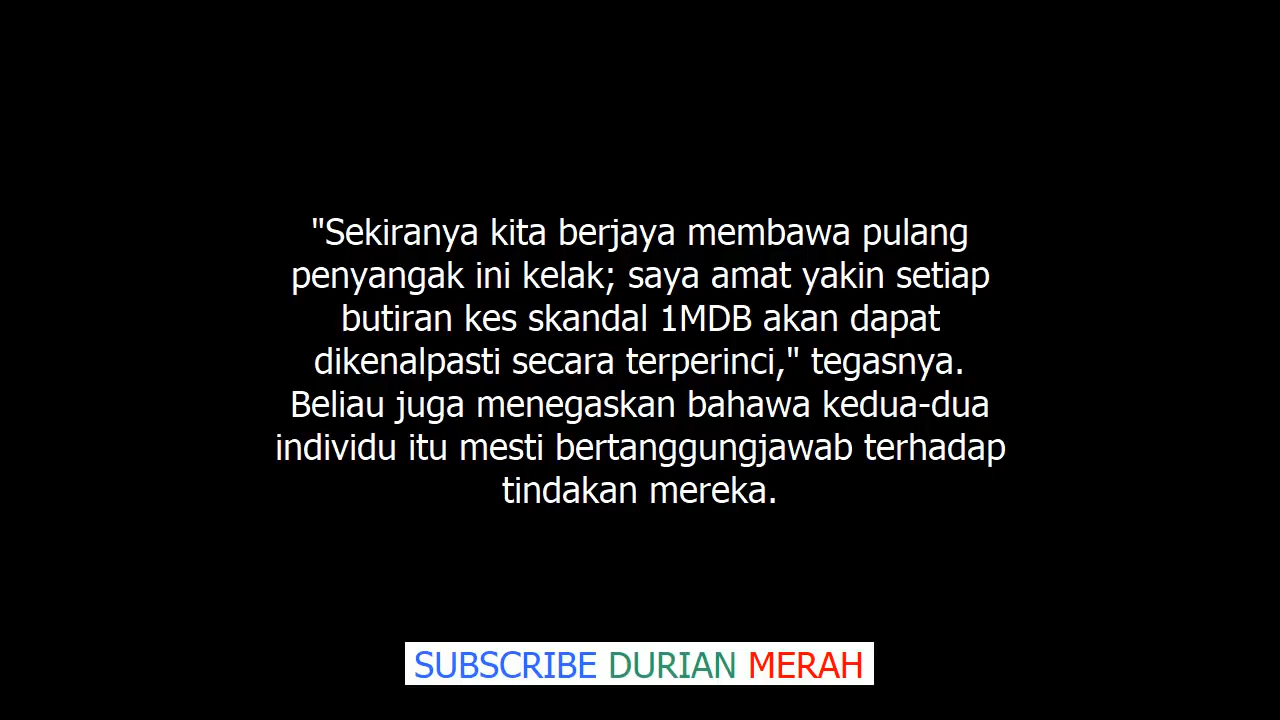 "Sekiranya kita berjaya membawa pulang
penyangak ini kelak; saya amat yakin setiap
butiran kes skandal 1MDB akan dapat
dikenalpasti secara terperinci," tegasnya.
Beliau juga menegaskan bahawa kedua-dua
individu itu mesti bertanggungjawab terhadap
tindakan mereka.
SUBSCRIBE DURIAN MERAH